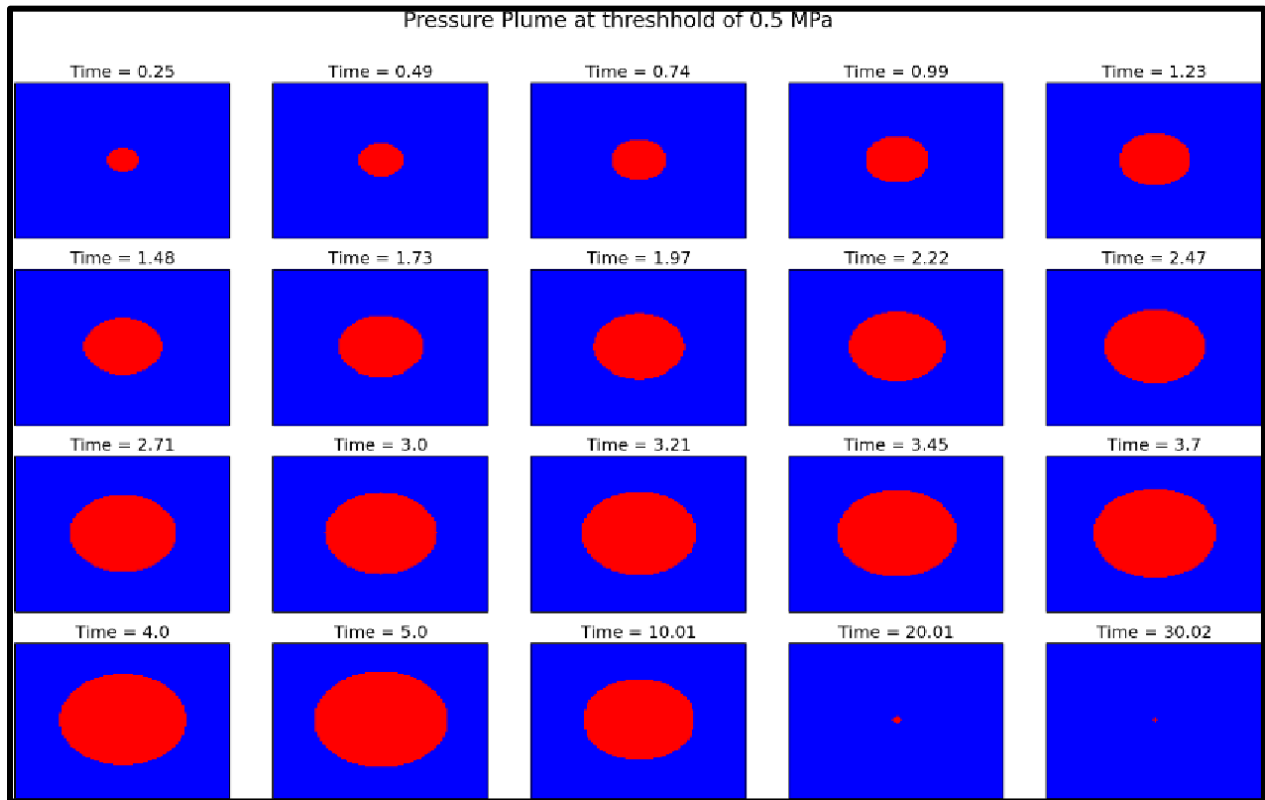 Pressure Plume at threshhold of 0.5 MPa
Time = 0.25 Time = 0.49 Time = 0.74 Time = 0.99 Time = 1.23
Time = 1.48 Time = 1.73 Time = 1.97 Time = 2.22 Time = 2.47
Time = 2.71 Time = 3.0 Time = 3.21 Time = 3.45 Time = 3.7
Time = 4.0 Time = 5.0 Time = 10.01 Time = 20.01 Time = 30.02